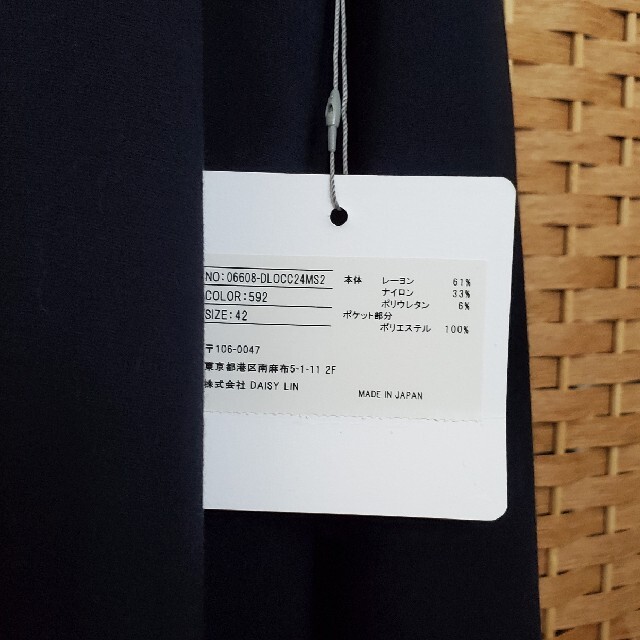 NO:06608-DLOCC24MS2
COLOR:592
SIZE:42
〒106-0047
東京都港区南麻布5-1-11 2F
株式会社 DAISY LIN
本体 レーヨン 61%
ナイロン 33%
ポリウレタン 6%
ポケット部分
ポリエステル 100%
MADE IN JAPAN